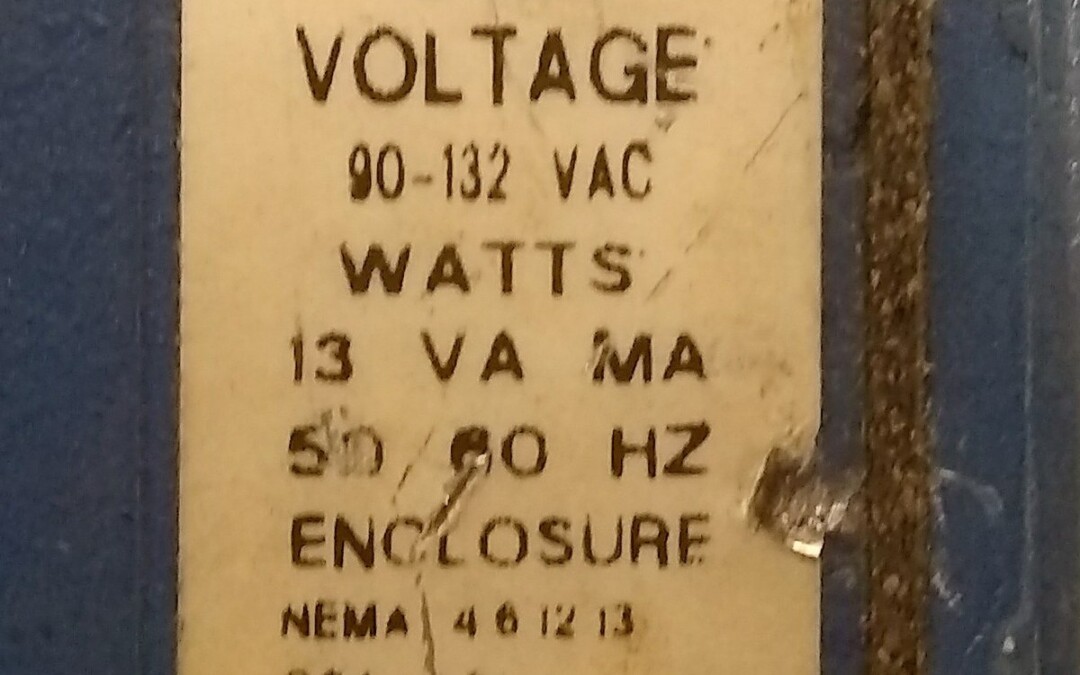 VOLTAGE
90-132 VAC
WATTS
13 VA MA
50 60 HZ
ENCLOSURE
NEMA 4 6 12 13